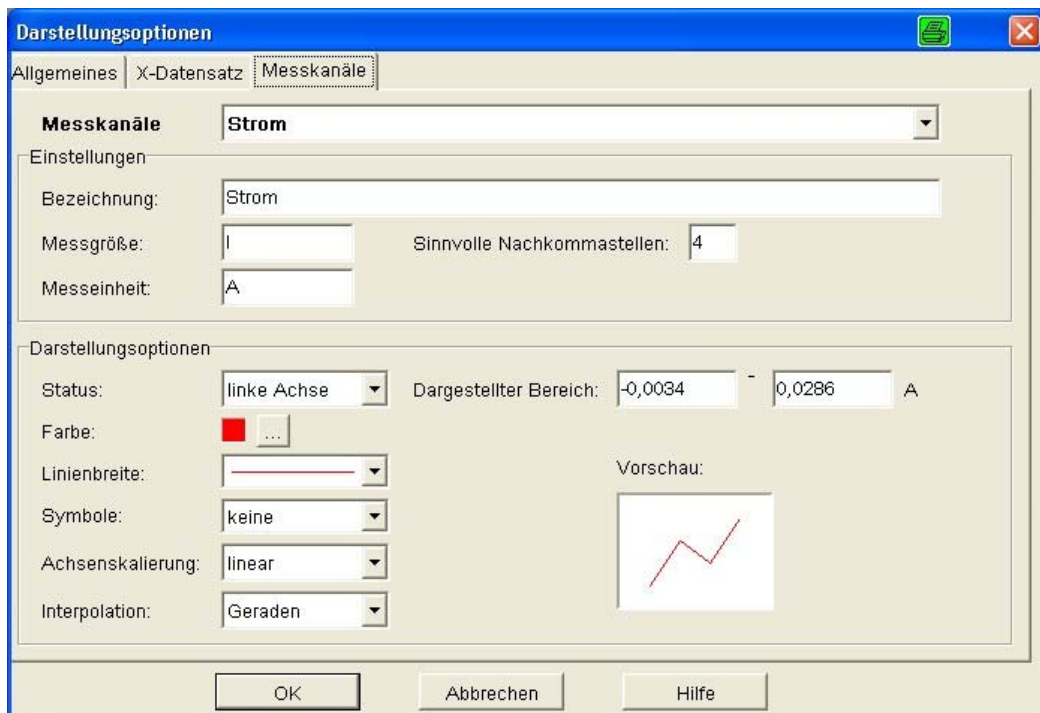 Darstellungsoptionen
Allgemeines X-Datensatz Messkanäle
Messkanäle Strom
Einstellungen
Bezeichnung: Strom
Messgröße: I Sinnvolle Nachkommastellen: 4
Messeinheit: A
Darstellungsoptionen
Status: linke Achse Dargestellter Bereich: -0,0034 - 0,0286 A
Farbe: ...
Linienbreite: Vorschau:
Symbole: keine
Achsenskalierung: linear
Interpolation: Geraden
OK Abbrechen Hilfe